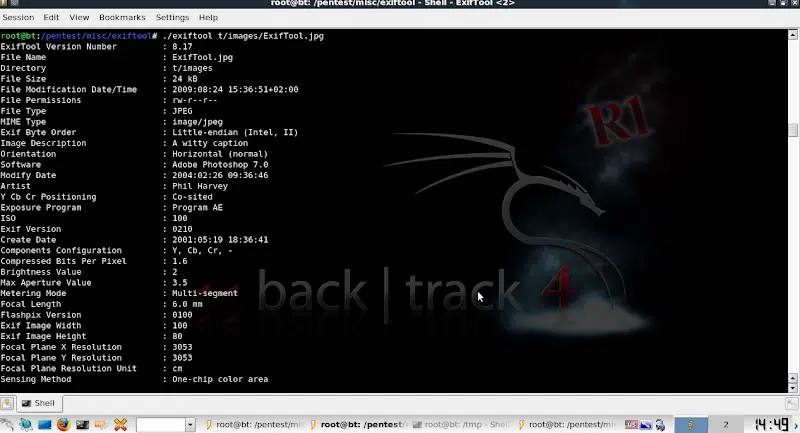 root@bt: /pentest/misc/exiftool - Shell - ExifTool <2>
Session Edit View Bookmarks Settings Help
root@bt:/pentest/misc/exiftool# ./exiftool t/images/ExifTool.jpg
ExifTool Version Number : 8.17
File Name : ExifTool.jpg
Directory : t/images
File Size : 24 kB
File Modification Date/Time : 2009:08:24 15:36:51+02:00
File Permissions : rw-r--r--
File Type : JPEG
MIME Type : image/jpeg
Exif Byte Order : Little-endian (Intel, II)
Image Description : A witty caption
Orientation : Horizontal (normal)
Software : Adobe Photoshop 7.0
Modify Date : 2004:02:26 09:36:46
Artist : Phil Harvey
Y Cb Cr Positioning : Co-sited
Exposure Program : Program AE
ISO : 100
Exif Version : 0210
Create Date : 2001:05:19 18:36:41
Components Configuration : Y, Cb, Cr, -
Compressed Bits Per Pixel : 1.6
Brightness Value : 2
Max Aperture Value : 3.5
Metering Mode : Multi-segment
Focal Length : 6.0 mm
Flashpix Version : 0100
Exif Image Width : 100
Exif Image Height : 80
Focal Plane X Resolution : 3053
Focal Plane Y Resolution : 3053
Focal Plane Resolution Unit : cm
Sensing Method : One-chip color area
R1
<< back | track 4
Shell
root@bt: /pentest/mis root@bt: /pentest/ root@bt: /tmp - Shell root@bt: /pentest/mis US 2 14:49